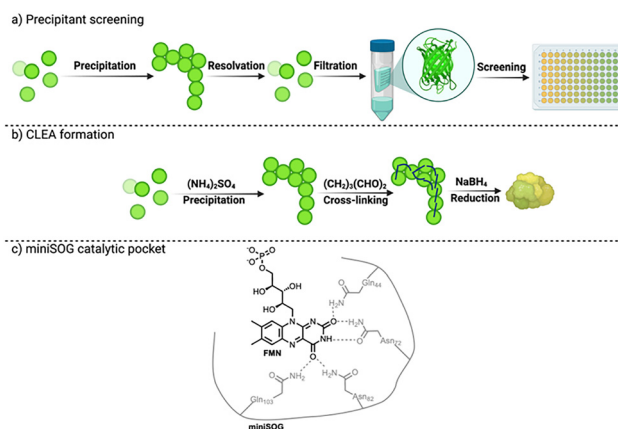 a) Precipitant screening
Precipitation
Resolvation
Filtration
Screening
b) CLEA formation
(NH₄)₂SO₄
Precipitation
(CH₂)₃(CHO)₂
Cross-linking
NaBH₄
Reduction
c) miniSOG catalytic pocket
⁻O O
P
⁻O O
HO OH
HO
N N O
N NH
O
FMN
O Gln₄₄
H₂N
H₂N
O Asn₇₂
O NH₂
Gln₁₀₃
H₂N O
Asn₈₂
miniSOG